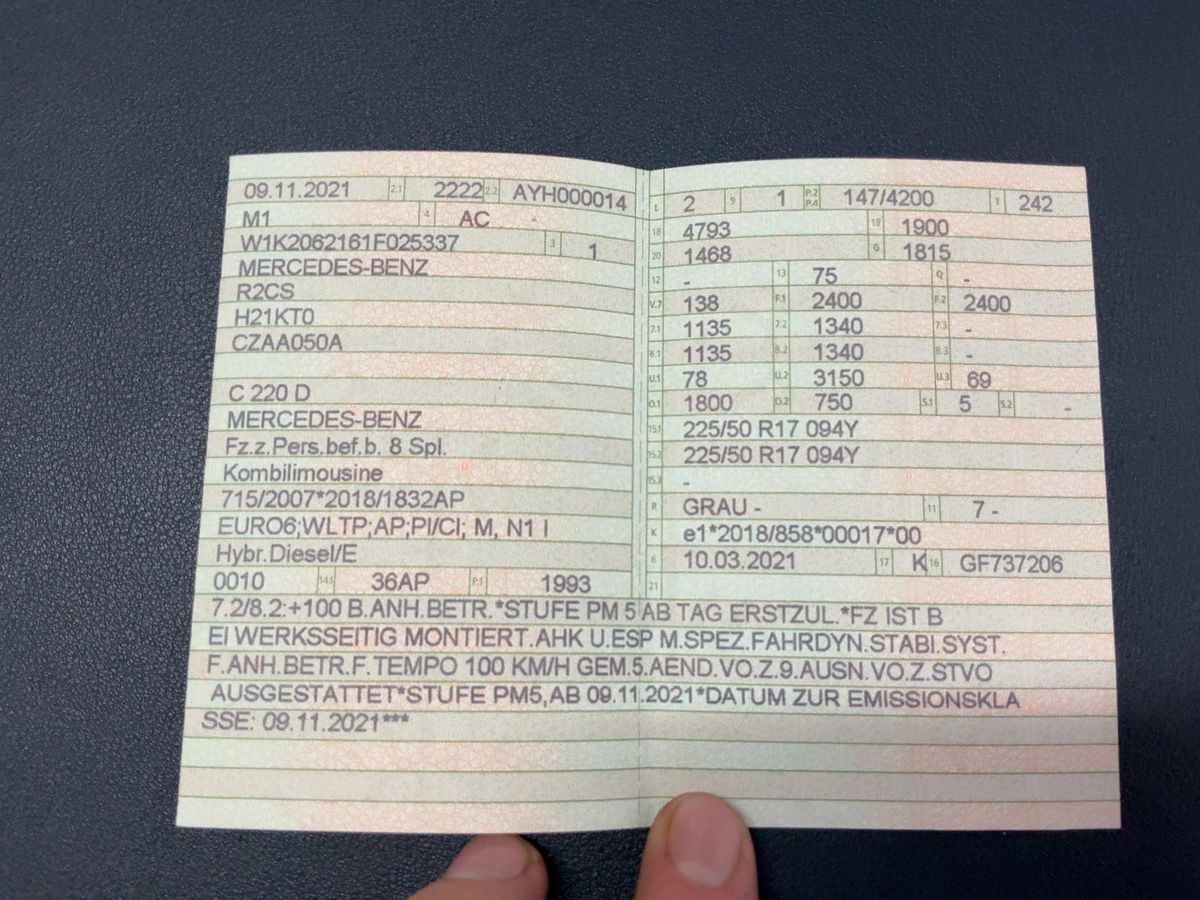 09.11.2021 2.1 2222 2.2 AYH000014
M1 4 AC -
W1K2062161F025337 3 1
MERCEDES-BENZ
R2CS
H21KT0
CZAA050A
C 220 D
MERCEDES-BENZ
Fz.z.Pers.bef.b. 8 Spl.
Kombilimousine
715/2007*2018/1832AP
EURO6;WLTP;AP;PI/CI; M, N1 I
Hybr.Diesel/E
0010 14.1 36AP P.1 1993
L 2 9 1 P.2 P.4 147/4200 T 242
18 4793 19 1900
20 1468 G 1815
12 - 13 75 Q -
V.7 138 F.1 2400 F.2 2400
7.1 1135 7.2 1340 7.3 -
8.1 1135 8.2 1340 8.3 -
U.1 78 U.2 3150 U.3 69
O.1 1800 O.2 750 S.1 5 S.2 -
15.1 225/50 R17 094Y
15.2 225/50 R17 094Y
15.3 -
R GRAU - 11 7 -
K e1*2018/858*00017*00
6 10.03.2021 17 K 16 GF737206
21
7.2/8.2:+100 B.ANH.BETR.*STUFE PM 5 AB TAG ERSTZUL.*FZ IST B
EI WERKSSEITIG MONTIERT.AHK U.ESP M.SPEZ.FAHRDYN.STABI.SYST.
F.ANH.BETR.F.TEMPO 100 KM/H GEM.5.AEND.VO.Z.9.AUSN.VO.Z.STVO
AUSGESTATTET*STUFE PM5,AB 09.11.2021*DATUM ZUR EMISSIONSKLA
SSE: 09.11.2021***